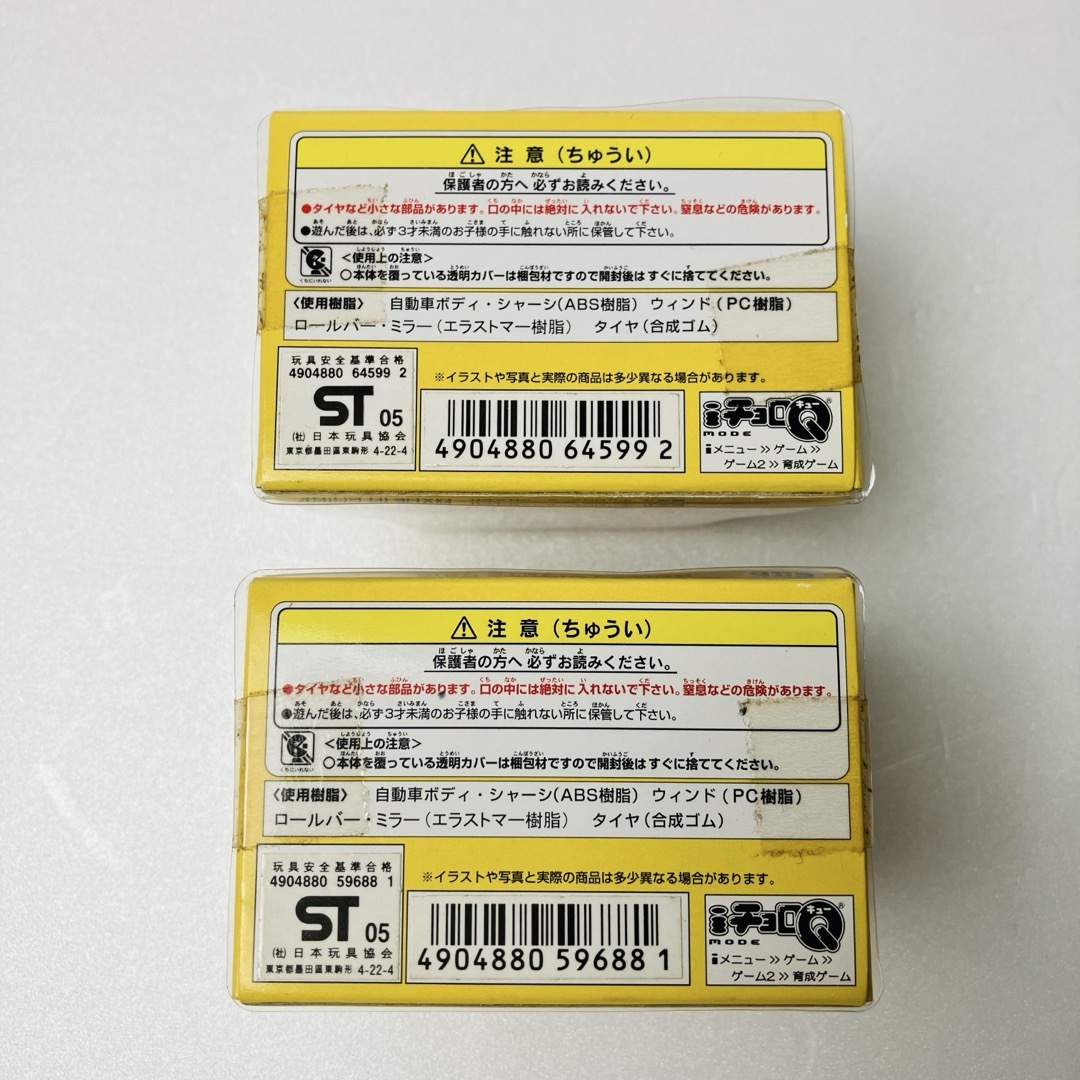 ⚠ 注意(ちゅうい)
保護者の方へ 必ずお読みください。
●タイヤなど小さな部品があります。口の中には絶対に入れないで下さい。窒息などの危険があります。
●遊んだ後は、必ず3才未満のお子様の手に触れない所に保管して下さい。
くちにいれない
<使用上の注意>
○本体を覆っている透明カバーは梱包材ですので開封後はすぐに捨ててください。
〈使用樹脂〉 自動車ボディ・シャーシ(ABS樹脂) ウィンド(PC樹脂)
ロールバー・ミラー(エラストマー樹脂) タイヤ(合成ゴム)
玩具安全基準合格
4904880 64599 2
ST 05
(社)日本玩具協会
東京都墨田區東駒形 4-22-4
※イラストや写真と実際の商品は多少異なる場合があります。
4904880 64599 2
iチョロQ キュー ®
MODE
iメニュー≫ゲーム≫
ゲーム2≫育成ゲーム
⚠ 注意(ちゅうい)
保護者の方へ 必ずお読みください。
●タイヤなど小さな部品があります。口の中には絶対に入れないで下さい。窒息などの危険があります。
●遊んだ後は、必ず3才未満のお子様の手に触れない所に保管して下さい。
くちにいれない
<使用上の注意>
○本体を覆っている透明カバーは梱包材ですので開封後はすぐに捨ててください。
〈使用樹脂〉 自動車ボディ・シャーシ(ABS樹脂) ウィンド(PC樹脂)
ロールバー・ミラー(エラストマー樹脂) タイヤ(合成ゴム)
玩具安全基準合格
4904880 59688 1
ST 05
(社)日本玩具協会
東京都墨田區東駒形 4-22-4
※イラストや写真と実際の商品は多少異なる場合があります。
4904880 59688 1
iチョロQ キュー ®
MODE
iメニュー≫ゲーム≫
ゲーム2≫育成ゲーム